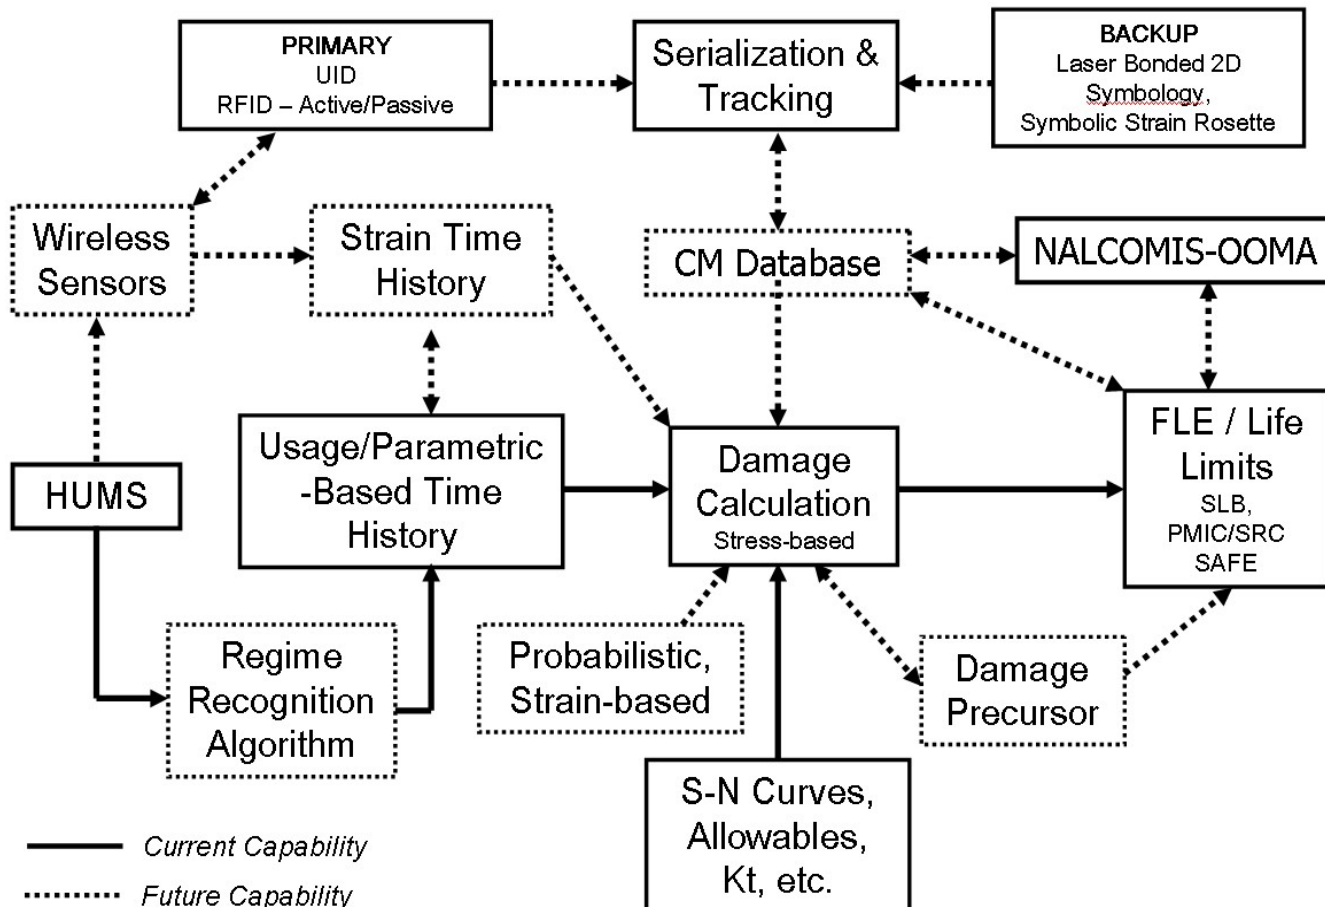 PRIMARY
UID
RFID – Active/Passive
Serialization &
Tracking
BACKUP
Laser Bonded 2D
Symbology,
Symbolic Strain Rosette
Wireless
Sensors
Strain Time
History
CM Database
NALCOMIS-OOMA
HUMS
Usage/Parametric
-Based Time
History
Damage
Calculation
Stress-based
FLE / Life
Limits
SLB,
PMIC/SRC
SAFE
Regime
Recognition
Algorithm
Probabilistic,
Strain-based
Damage
Precursor
S-N Curves,
Allowables,
Kt, etc.
Current Capability
Future Capability